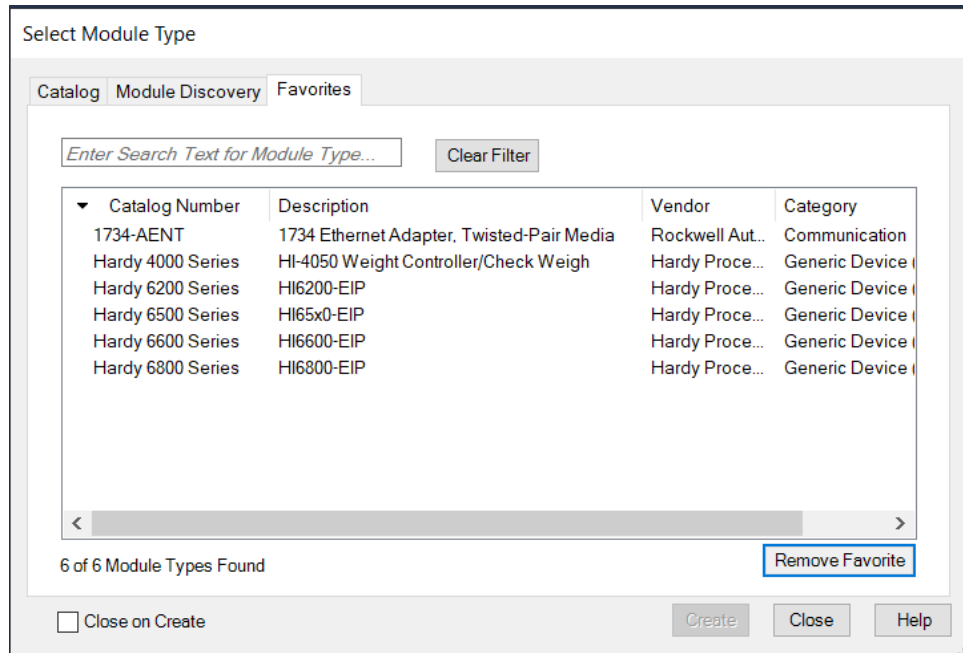 Select Module Type
Catalog Module Discovery Favorites
Enter Search Text for Module Type... Clear Filter
Catalog Number Description Vendor Category
1734-AENT 1734 Ethernet Adapter, Twisted-Pair Media Rockwell Aut... Communication
Hardy 4000 Series HI-4050 Weight Controller/Check Weigh Hardy Proce... Generic Device (
Hardy 6200 Series HI6200-EIP Hardy Proce... Generic Device (
Hardy 6500 Series HI65x0-EIP Hardy Proce... Generic Device (
Hardy 6600 Series HI6600-EIP Hardy Proce... Generic Device (
Hardy 6800 Series HI6800-EIP Hardy Proce... Generic Device (
6 of 6 Module Types Found Remove Favorite
Close on Create Create Close Help